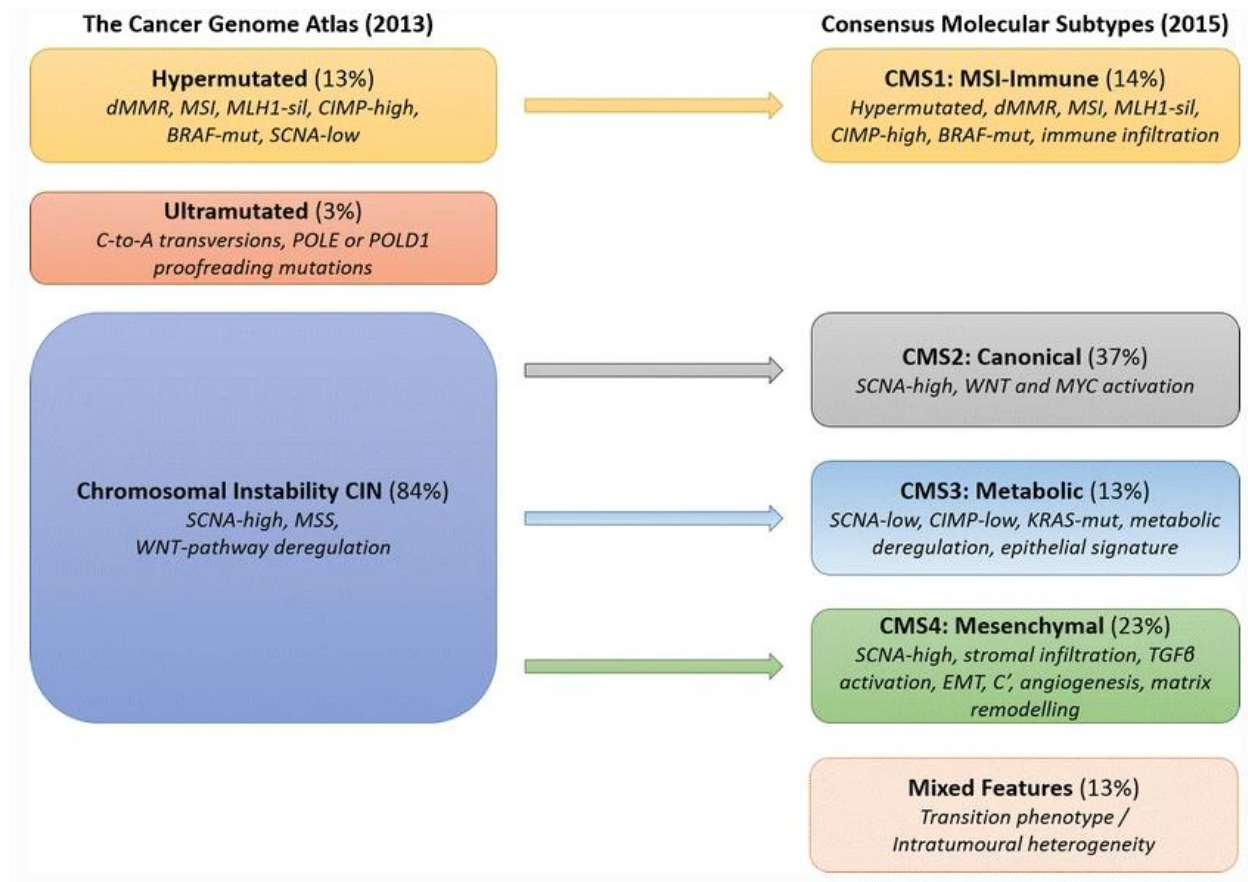 The Cancer Genome Atlas (2013)
Hypermutated (13%)
dMMR, MSI, MLH1-sil, CIMP-high,
BRAF-mut, SCNA-low
Ultramutated (3%)
C-to-A transversions, POLE or POLD1
proofreading mutations
Chromosomal Instability CIN (84%)
SCNA-high, MSS,
WNT-pathway deregulation
Consensus Molecular Subtypes (2015)
CMS1: MSI-Immune (14%)
Hypermutated, dMMR, MSI, MLH1-sil,
CIMP-high, BRAF-mut, immune infiltration
CMS2: Canonical (37%)
SCNA-high, WNT and MYC activation
CMS3: Metabolic (13%)
SCNA-low, CIMP-low, KRAS-mut, metabolic
deregulation, epithelial signature
CMS4: Mesenchymal (23%)
SCNA-high, stromal infiltration, TGFβ
activation, EMT, C’, angiogenesis, matrix
remodelling
Mixed Features (13%)
Transition phenotype /
Intratumoural heterogeneity